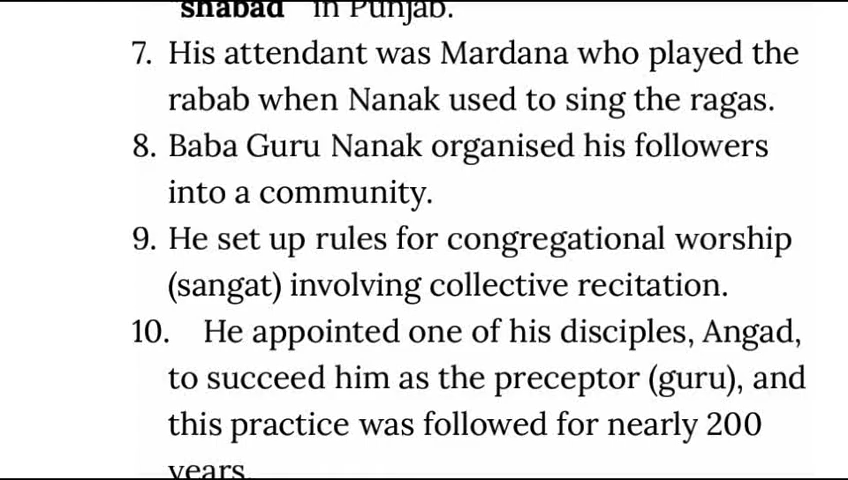 "shabad" in Punjab.
7. His attendant was Mardana who played the
rabab when Nanak used to sing the ragas.
8. Baba Guru Nanak organised his followers
into a community.
9. He set up rules for congregational worship
(sangat) involving collective recitation.
10. He appointed one of his disciples, Angad,
to succeed him as the preceptor (guru), and
this practice was followed for nearly 200
years.